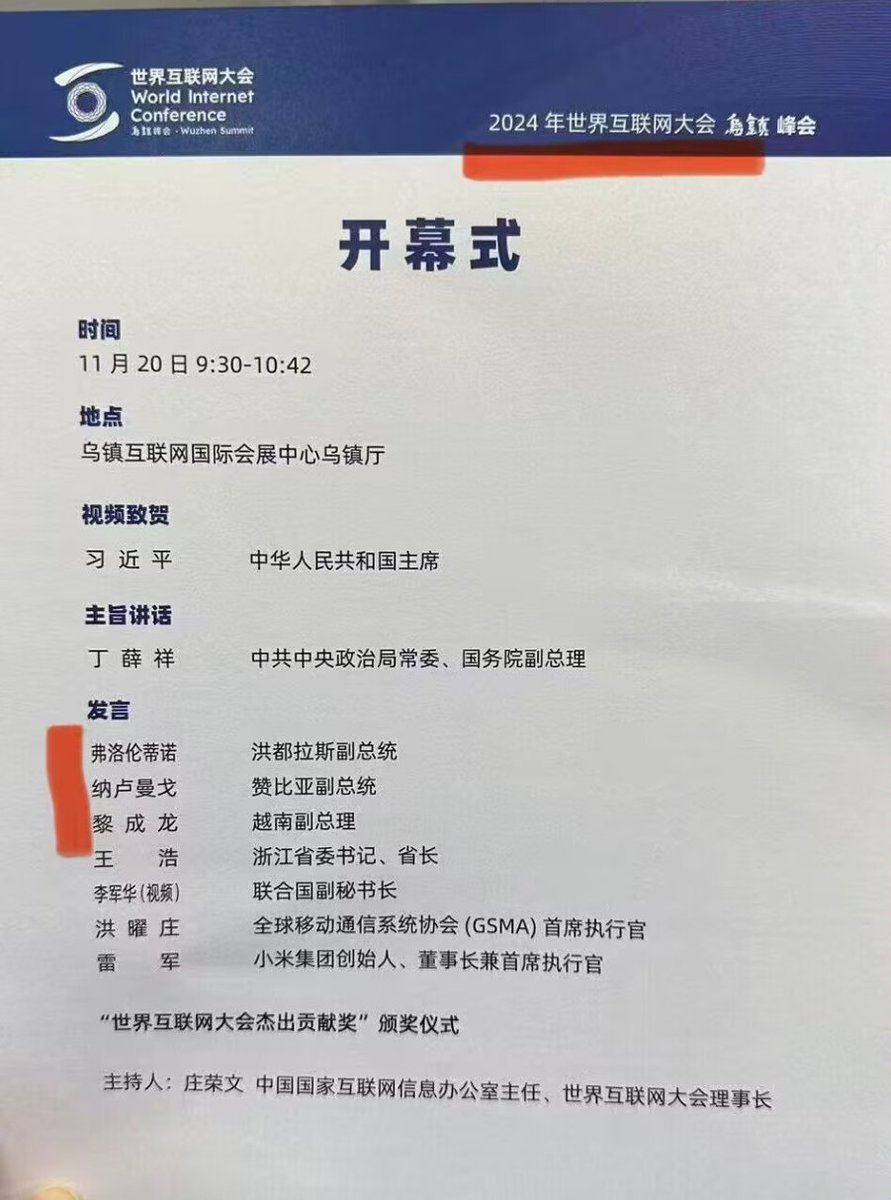 世界互联网大会
World Internet
Conference
乌镇峰会 · Wuzhen Summit
2024 年世界互联网大会 乌镇 峰会
开幕式
时间
11 月 20 日 9:30-10:42
地点
乌镇互联网国际会展中心乌镇厅
视频致贺
习近平 中华人民共和国主席
主旨讲话
丁薛祥 中共中央政治局常委、国务院副总理
发言
弗洛伦蒂诺 洪都拉斯副总统
纳卢曼戈 赞比亚副总统
黎成龙 越南副总理
王浩 浙江省委书记、省长
李军华(视频) 联合国副秘书长
洪曜庄 全球移动通信系统协会 (GSMA) 首席执行官
雷军 小米集团创始人、董事长兼首席执行官
“世界互联网大会杰出贡献奖”颁奖仪式
主持人：庄荣文 中国国家互联网信息办公室主任、世界互联网大会理事长